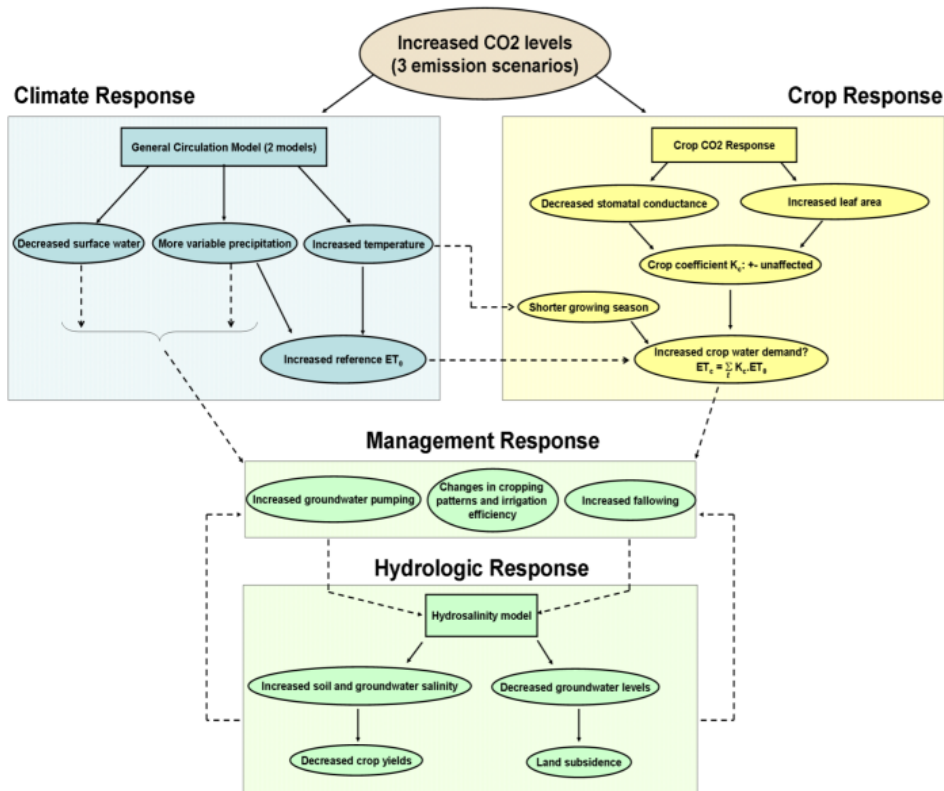 Increased CO2 levels
(3 emission scenarios)
Climate Response
Crop Response
General Circulation Model (2 models)
Crop CO2 Response
Decreased stomatal conductance
Increased leaf area
Decreased surface water
More variable precipitation
Increased temperature
Crop coefficient Kc: +- unaffected
Shorter growing season
Increased reference ET0
Increased crop water demand?
ETc = ∑t Kc.ET0
Management Response
Increased groundwater pumping
Changes in cropping
patterns and irrigation
efficiency
Increased fallowing
Hydrologic Response
Hydrosalinity model
Increased soil and groundwater salinity
Decreased groundwater levels
Decreased crop yields
Land subsidence